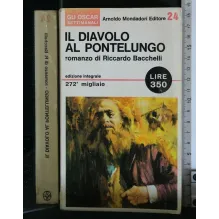 GLI OSCAR
SETTIMANALI
Arnoldo Mondadori Editore 24
IL DIAVOLO
AL PONTELUNGO
romanzo di Riccardo Bacchelli
edizione integrale
272° migliaio
LIRE
350